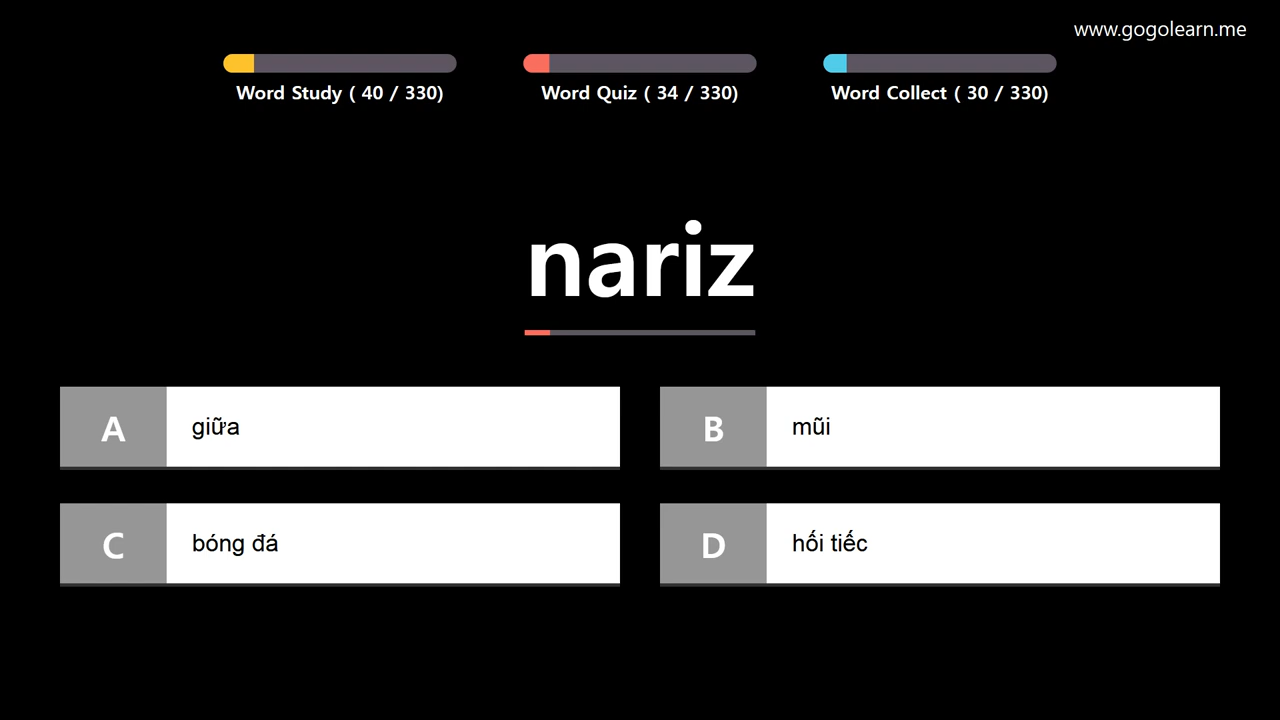 www.gogolearn.me
Word Study ( 40 / 330)
Word Quiz ( 34 / 330)
Word Collect ( 30 / 330)
nariz
A giữa
B mũi
C bóng đá
D hối tiếc